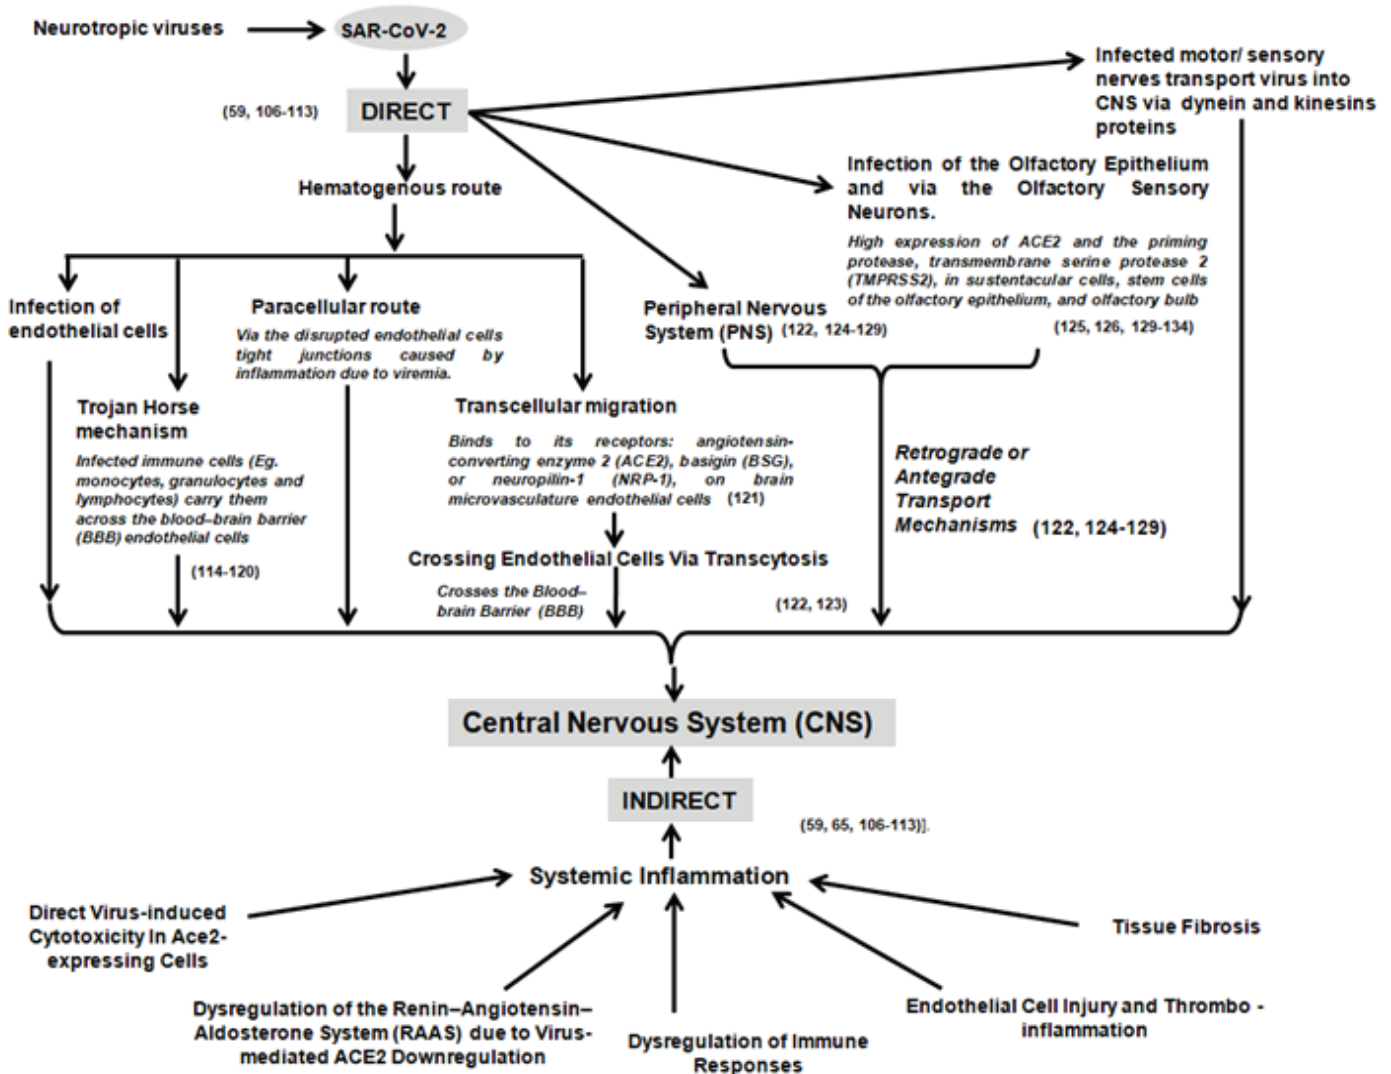 Neurotropic viruses
SAR-CoV-2
(59, 106-113)
DIRECT
Hematogenous route
Infected motor/ sensory
nerves transport virus into
CNS via dynein and kinesins
proteins
Infection of the Olfactory Epithelium
and via the Olfactory Sensory
Neurons.
High expression of ACE2 and the priming
protease, transmembrane serine protease 2
(TMPRSS2), in sustentacular cells, stem cells
of the olfactory epithelium, and olfactory bulb
(125, 126, 129-134)
Peripheral Nervous
System (PNS) (122, 124-129)
Infection of
endothelial cells
Trojan Horse
mechanism
Infected immune cells (Eg.
monocytes, granulocytes and
lymphocytes) carry them
across the blood–brain barrier
(BBB) endothelial cells
(114-120)
Paracellular route
Via the disrupted endothelial cells
tight junctions caused by
inflammation due to viremia.
Transcellular migration
Binds to its receptors: angiotensin-
converting enzyme 2 (ACE2), basigin (BSG),
or neuropilin-1 (NRP-1), on brain
microvasculature endothelial cells (121)
Crossing Endothelial Cells Via Transcytosis
Crosses the Blood–
brain Barrier (BBB)
(122, 123)
Retrograde or
Antegrade
Transport
Mechanisms (122, 124-129)
Central Nervous System (CNS)
INDIRECT
(59, 65, 106-113)].
Systemic Inflammation
Direct Virus-induced
Cytotoxicity In Ace2-
expressing Cells
Dysregulation of the Renin–Angiotensin–
Aldosterone System (RAAS) due to Virus-
mediated ACE2 Downregulation
Dysregulation of Immune
Responses
Endothelial Cell Injury and Thrombo -
inflammation
Tissue Fibrosis